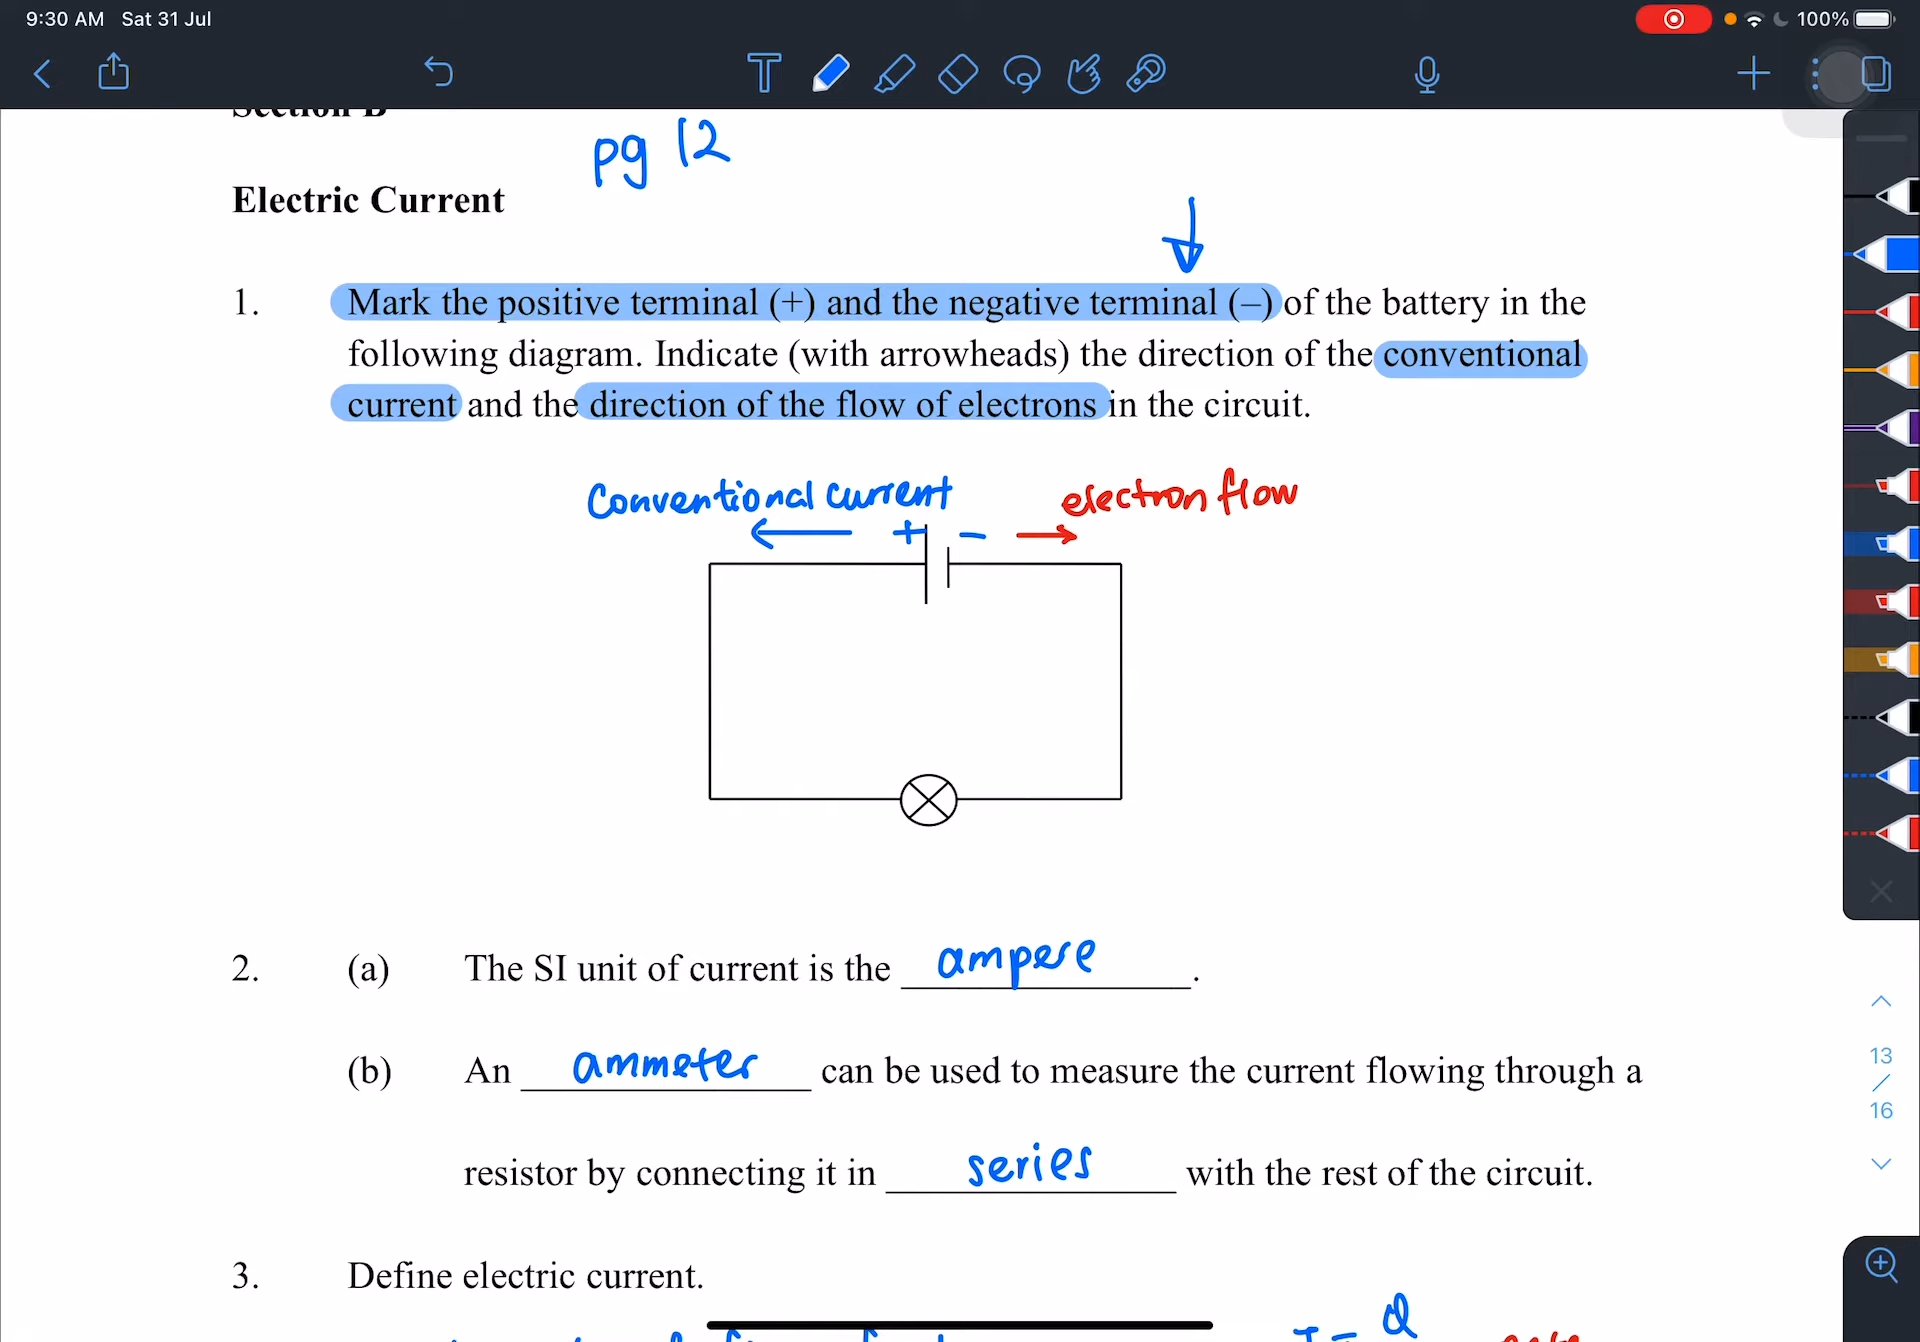 9:30 AM Sat 31 Jul
100%
Section B
pg 12
Electric Current
1. Mark the positive terminal (+) and the negative terminal (–) of the battery in the
following diagram. Indicate (with arrowheads) the direction of the conventional
current and the direction of the flow of electrons in the circuit.
Conventional current electron flow
+ −
2. (a) The SI unit of current is the ampere.
(b) An ammeter can be used to measure the current flowing through a
resistor by connecting it in series with the rest of the circuit.
3. Define electric current.
I = Q
13
/
16